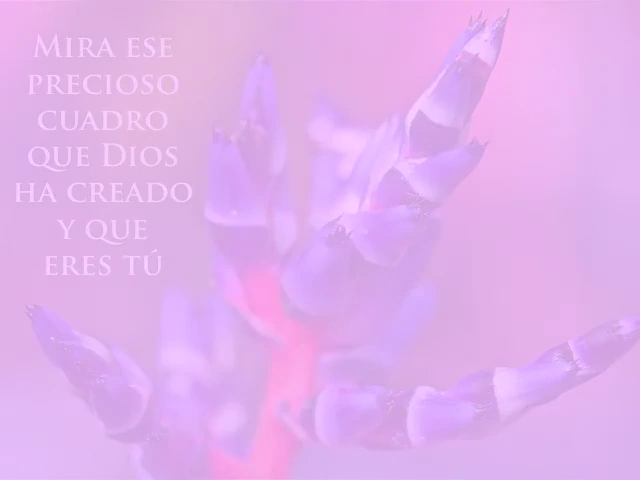 Mira ese
precioso
cuadro
que Dios
ha creado
y que
eres tú